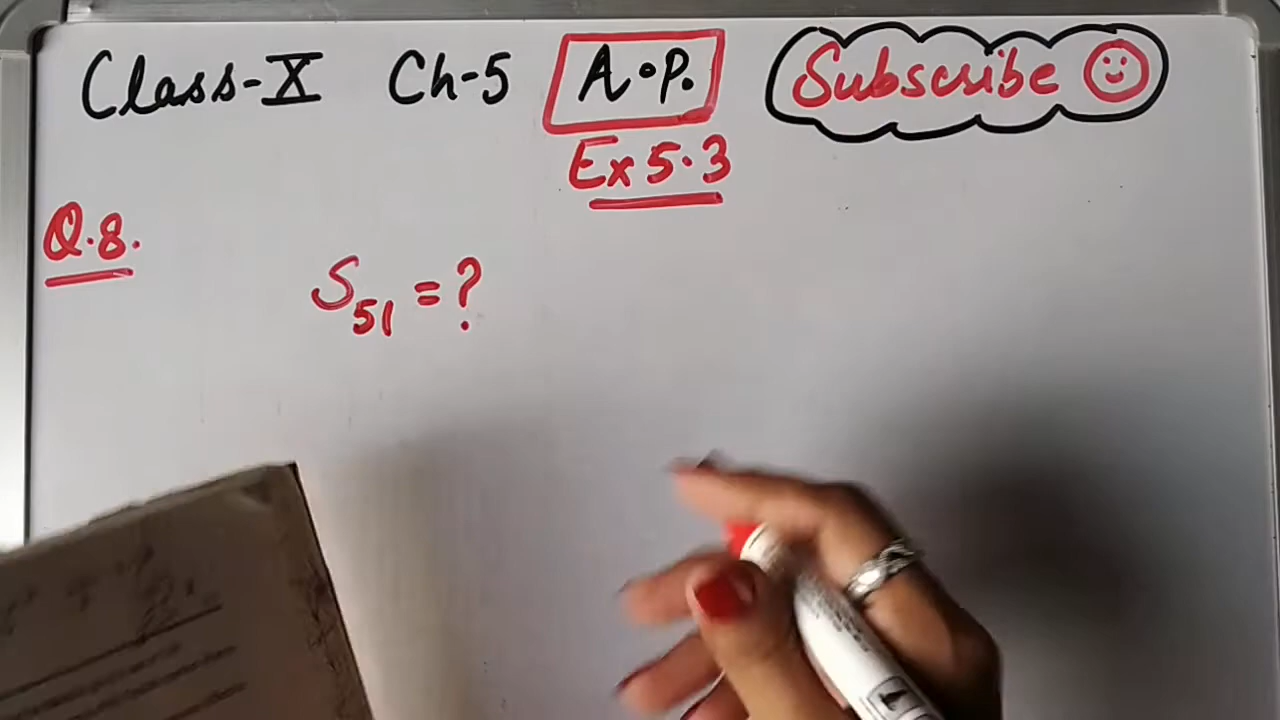 Class-X Ch-5 A.P. Subscribe
Ex 5.3
Q.8.
S51 = ?